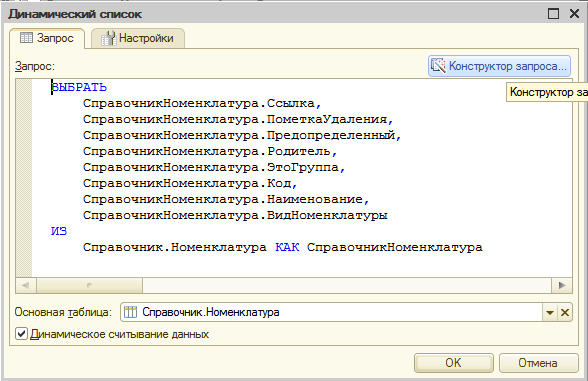 Динамический список
Запрос
Настройки
Запрос:
Конструктор запроса...
Конструктор за
ВЫБРАТЬ
СправочникНоменклатура.Ссылка,
СправочникНоменклатура.ПометкаУдаления,
СправочникНоменклатура.Предопределенный,
СправочникНоменклатура.Родитель,
СправочникНоменклатура.ЭтоГруппа,
СправочникНоменклатура.Код,
СправочникНоменклатура.Наименование,
СправочникНоменклатура.ВидНоменклатуры
ИЗ
Справочник.Номенклатура КАК СправочникНоменклатура
Основная таблица:
Справочник.Номенклатура
Динамическое считывание данных
OK
Отмена